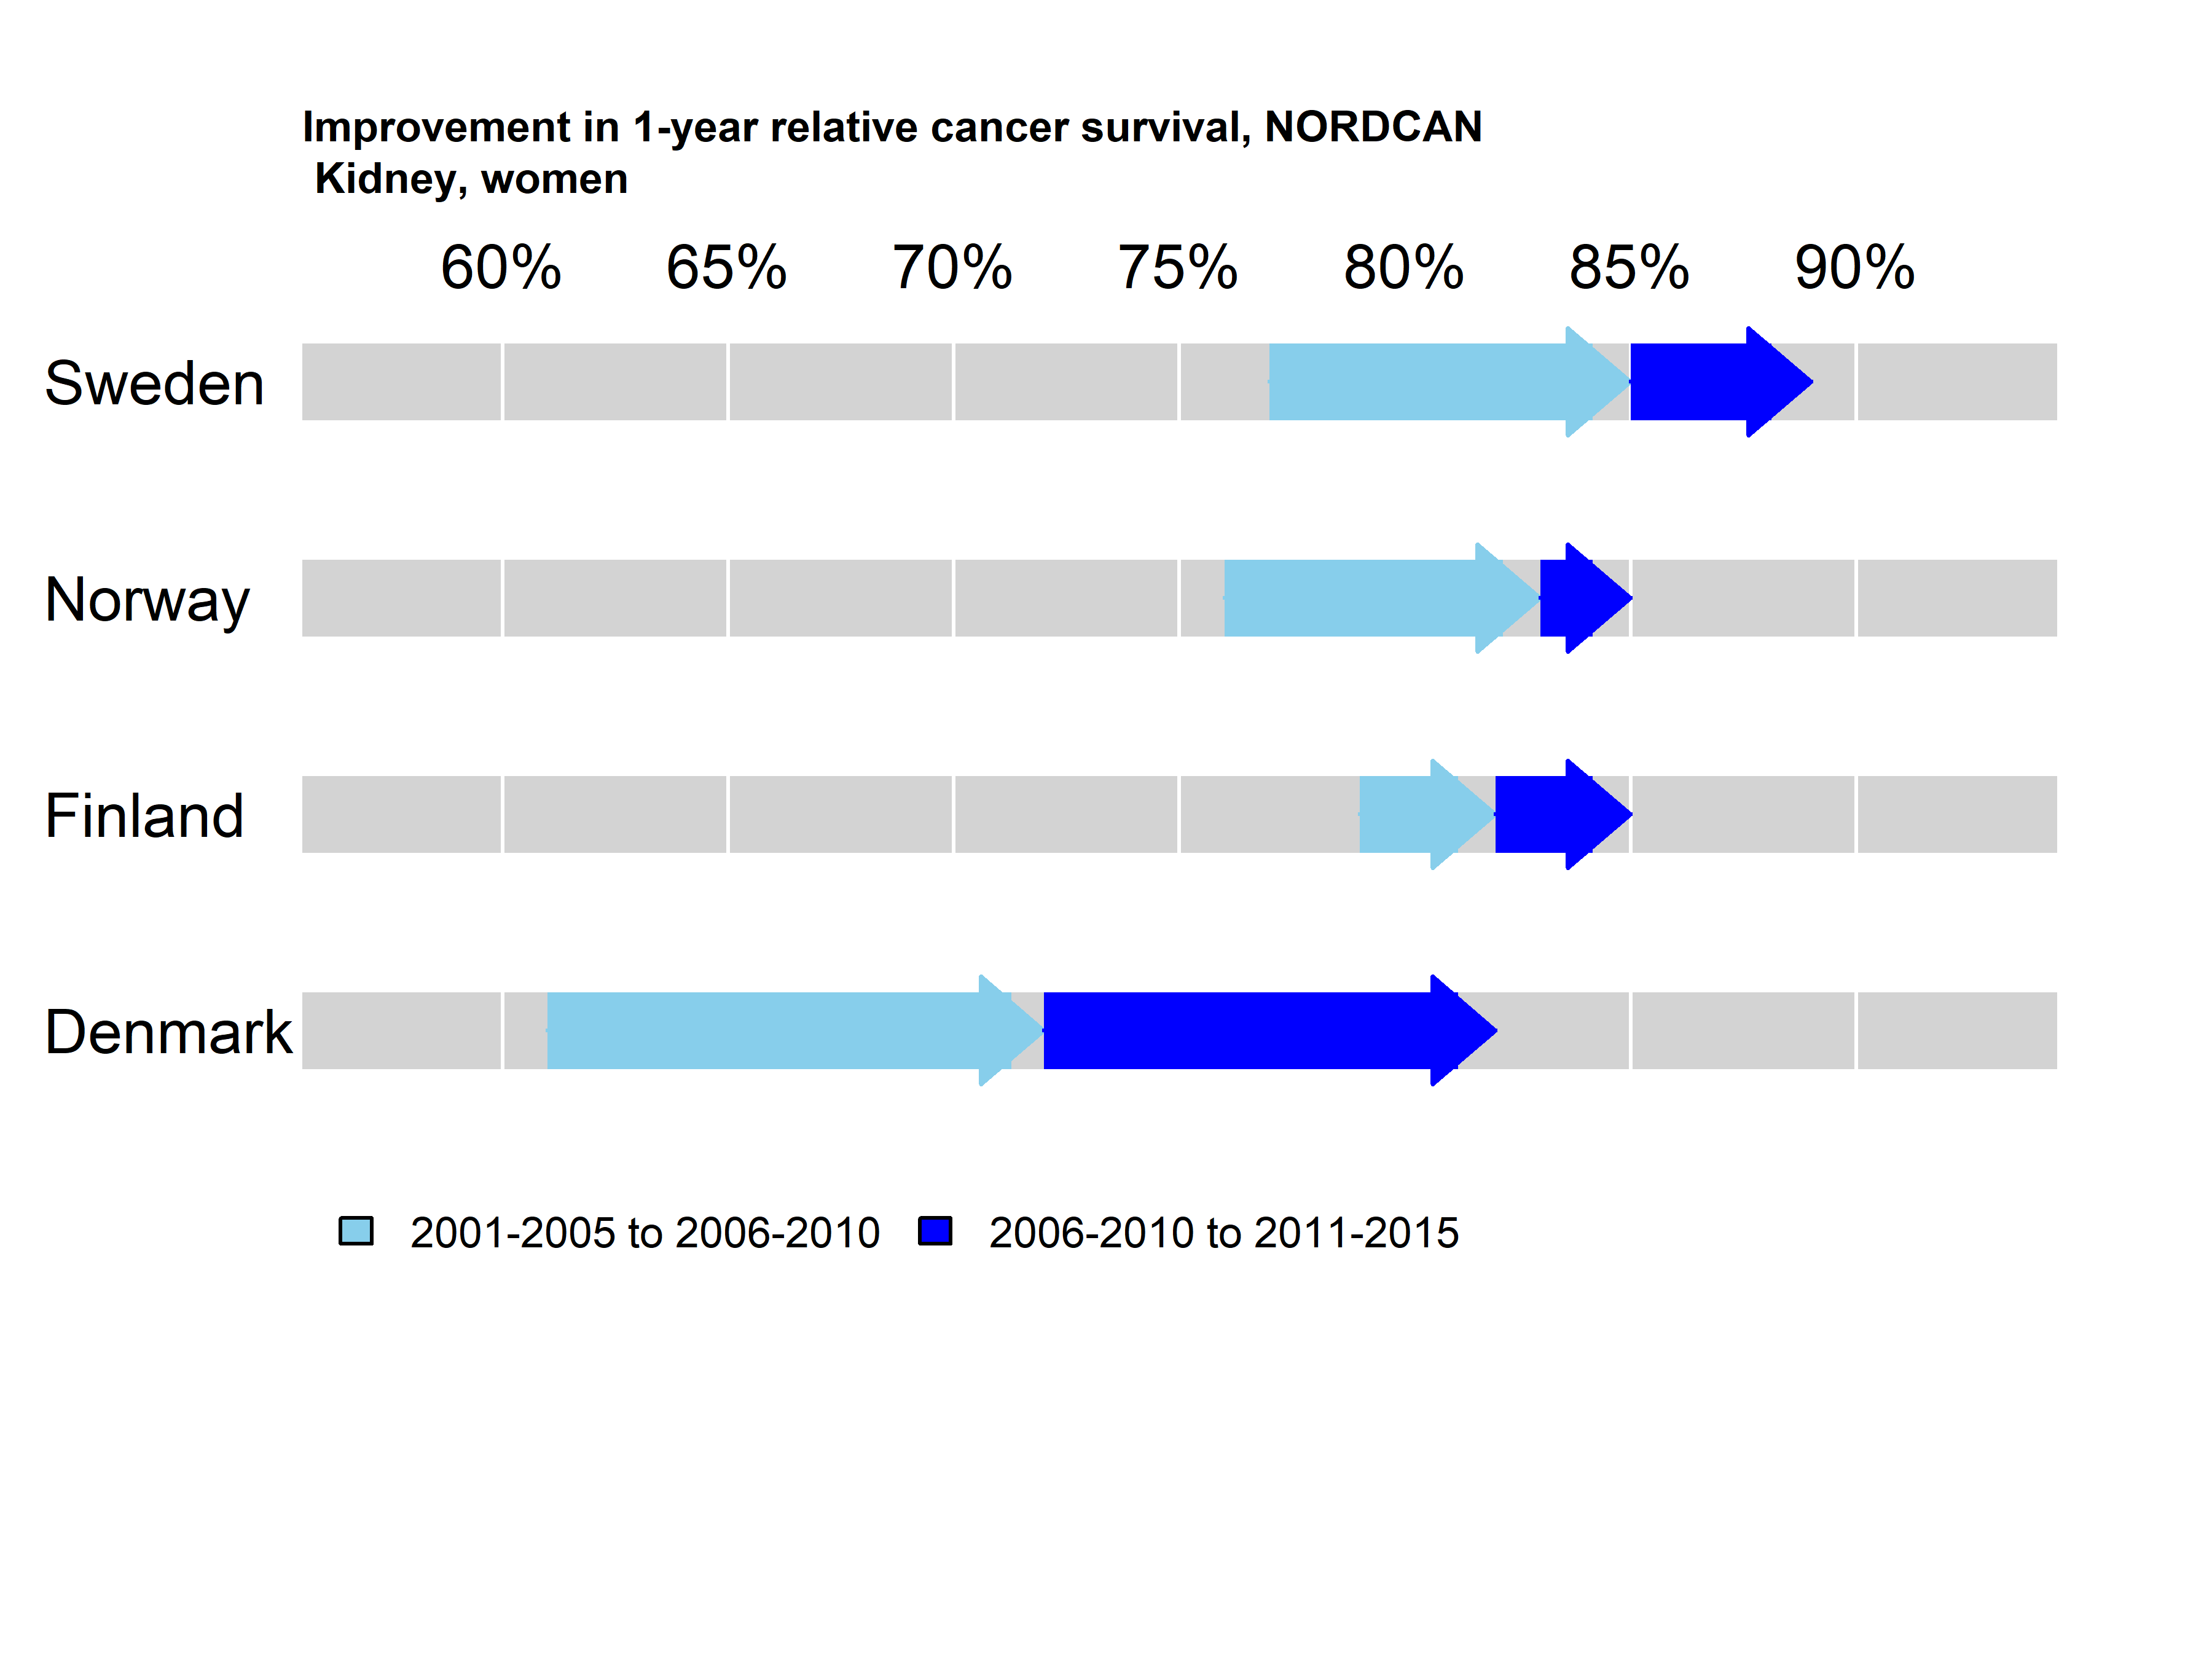 Improvement in 1-year relative cancer survival, NORDCAN
Kidney, women
60% 65% 70% 75% 80% 85% 90%
Sweden
Norway
Finland
Denmark
2001-2005 to 2006-2010 2006-2010 to 2011-2015